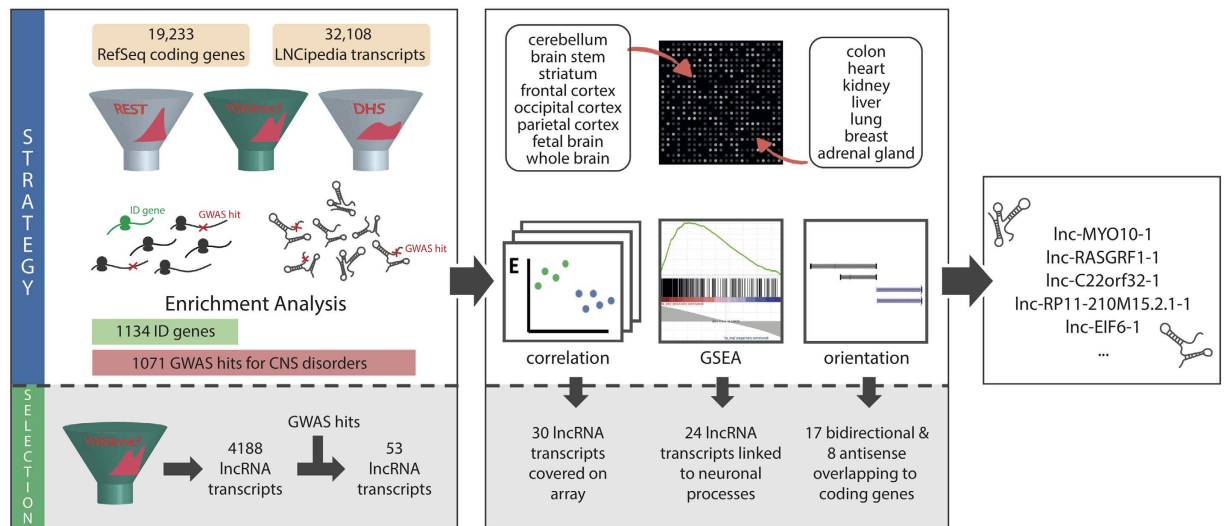 STRATEGY
19,233
RefSeq coding genes
32,108
LNCipedia transcripts
REST
H3K4me3
DHS
ID gene
GWAS hit
GWAS hit
Enrichment Analysis
1134 ID genes
1071 GWAS hits for CNS disorders
cerebellum
brain stem
striatum
frontal cortex
occipital cortex
parietal cortex
fetal brain
whole brain
colon
heart
kidney
liver
lung
breast
adrenal gland
E
correlation
GSEA
orientation
lnc-MYO10-1
lnc-RASGRF1-1
lnc-C22orf32-1
lnc-RP11-210M15.2.1-1
lnc-EIF6-1
...
SELECTION
H3K4me3
4188
lncRNA
transcripts
GWAS hits
53
lncRNA
transcripts
30 lncRNA
transcripts
covered on
array
24 lncRNA
transcripts linked
to neuronal
processes
17 bidirectional &
8 antisense
overlapping to
coding genes